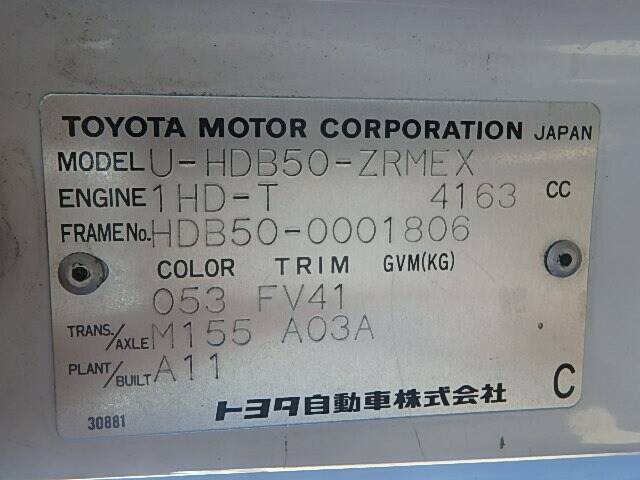 TOYOTA MOTOR CORPORATION JAPAN
MODEL U-HDB50-ZRMEX
ENGINE 1HD-T 4163 CC
FRAME No. HDB50-0001806
COLOR TRIM GVM(KG)
053 FV41
TRANS./AXLE M155 A03A
PLANT/BUILT A11
C
トヨタ自動車株式会社
30881